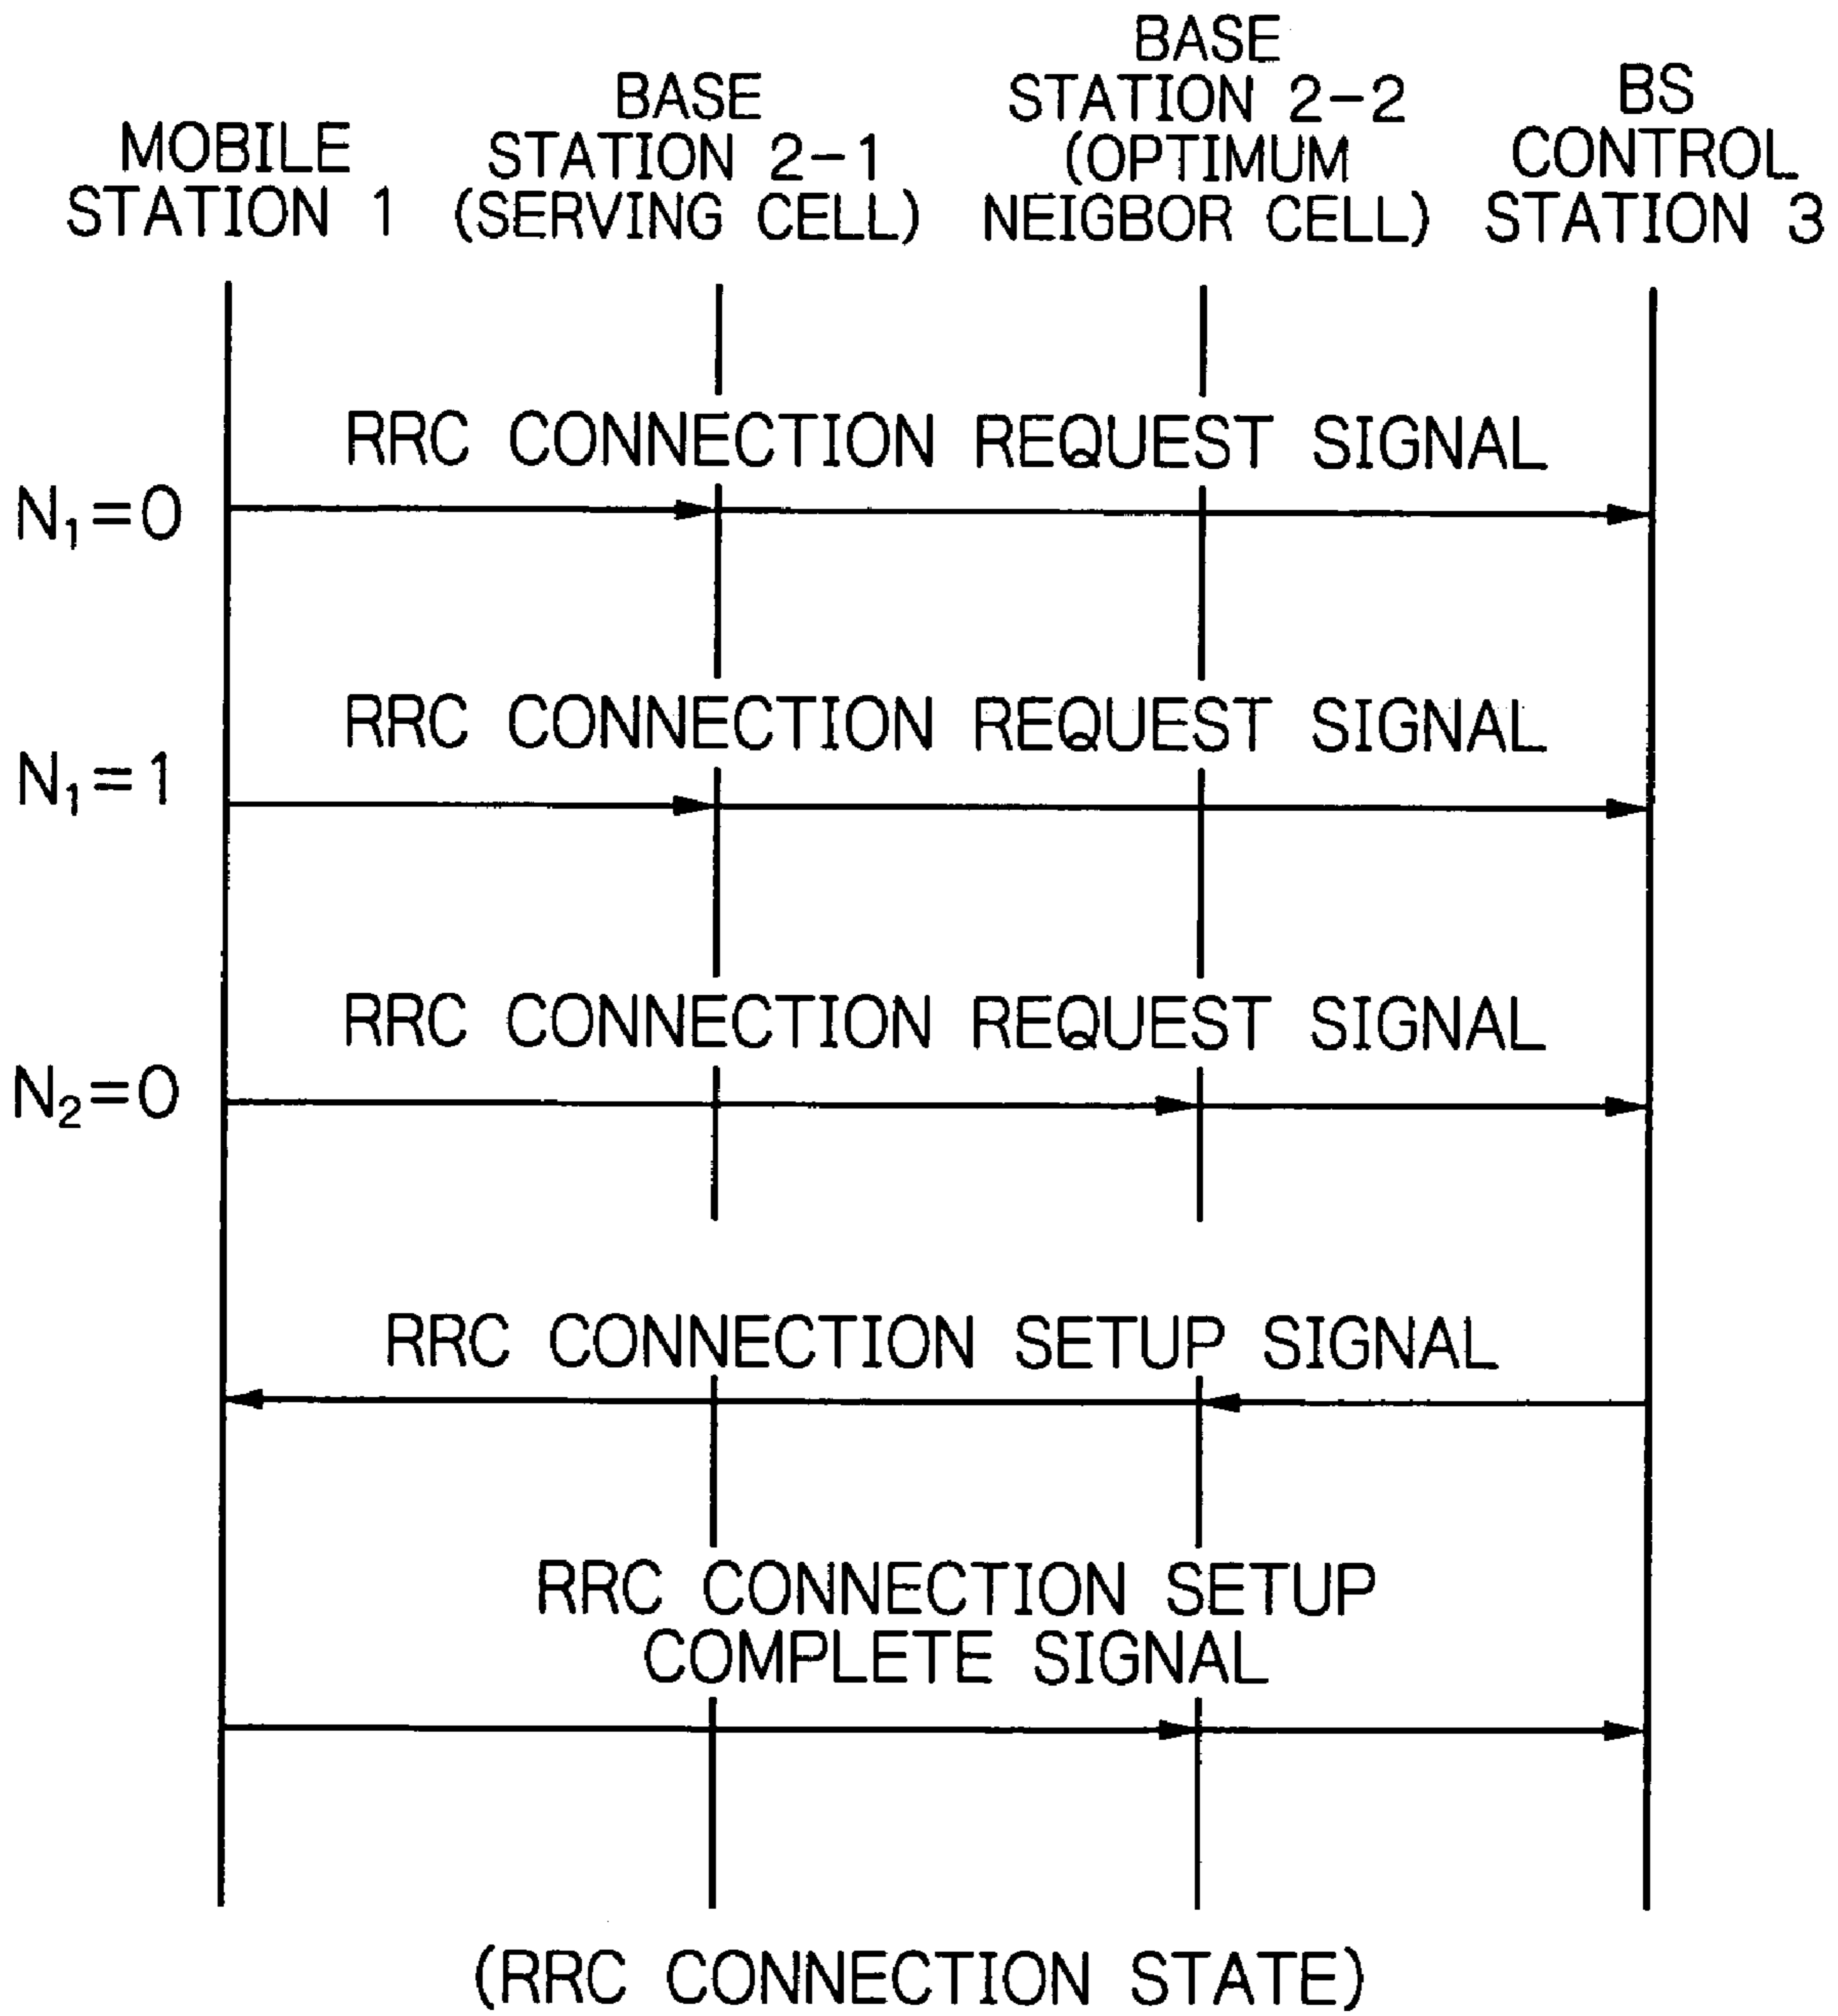 MOBILE
STATION 1
BASE
STATION 2-1
(SERVING CELL)
BASE
STATION 2-2
(OPTIMUM
NEIGBOR CELL)
BS
CONTROL
STATION 3
RRC CONNECTION REQUEST SIGNAL
N₁=0
RRC CONNECTION REQUEST SIGNAL
N₁=1
RRC CONNECTION REQUEST SIGNAL
N₂=0
RRC CONNECTION SETUP SIGNAL
RRC CONNECTION SETUP
COMPLETE SIGNAL
(RRC CONNECTION STATE)